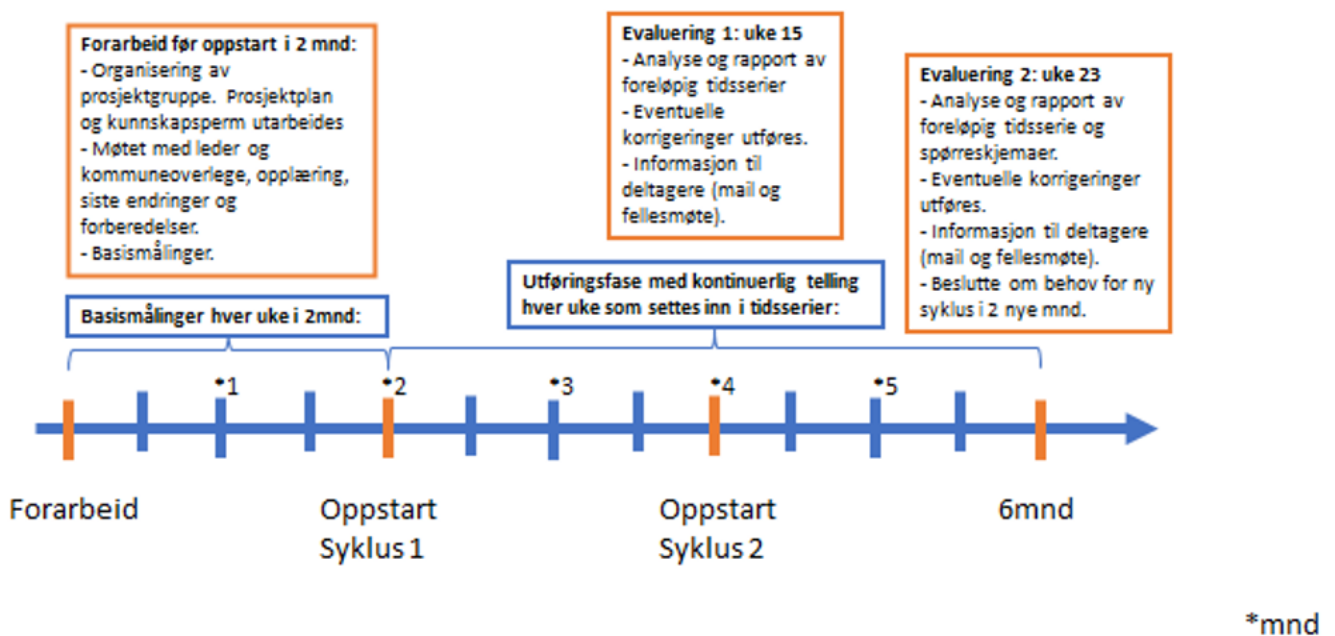 Forarbeid før oppstart i 2 mnd:
- Organisering av
prosjektgruppe. Prosjektplan
og kunnskapsperm utarbeides
- Møtet med leder og
kommuneoverlege, opplæring,
siste endringer og
forberedelser.
- Basismålinger.
Evaluering 1: uke 15
- Analyse og rapport av
foreløpig tidsserier
- Eventuelle
korrigeringer utføres.
- Informasjon til
deltagere (mail og
fellesmøte).
Evaluering 2: uke 23
- Analyse og rapport av
foreløpig tidsserie og
spørreskjemaer.
- Eventuelle korrigeringer
utføres.
- Informasjon til deltagere
(mail og fellesmøte).
- Beslutte om behov for ny
syklus i 2 nye mnd.
Basismålinger hver uke i 2mnd:
Utføringsfase med kontinuerlig telling
hver uke som settes inn i tidsserier:
*1
*2
*3
*4
*5
Forarbeid
Oppstart
Syklus 1
Oppstart
Syklus 2
6mnd
*mnd